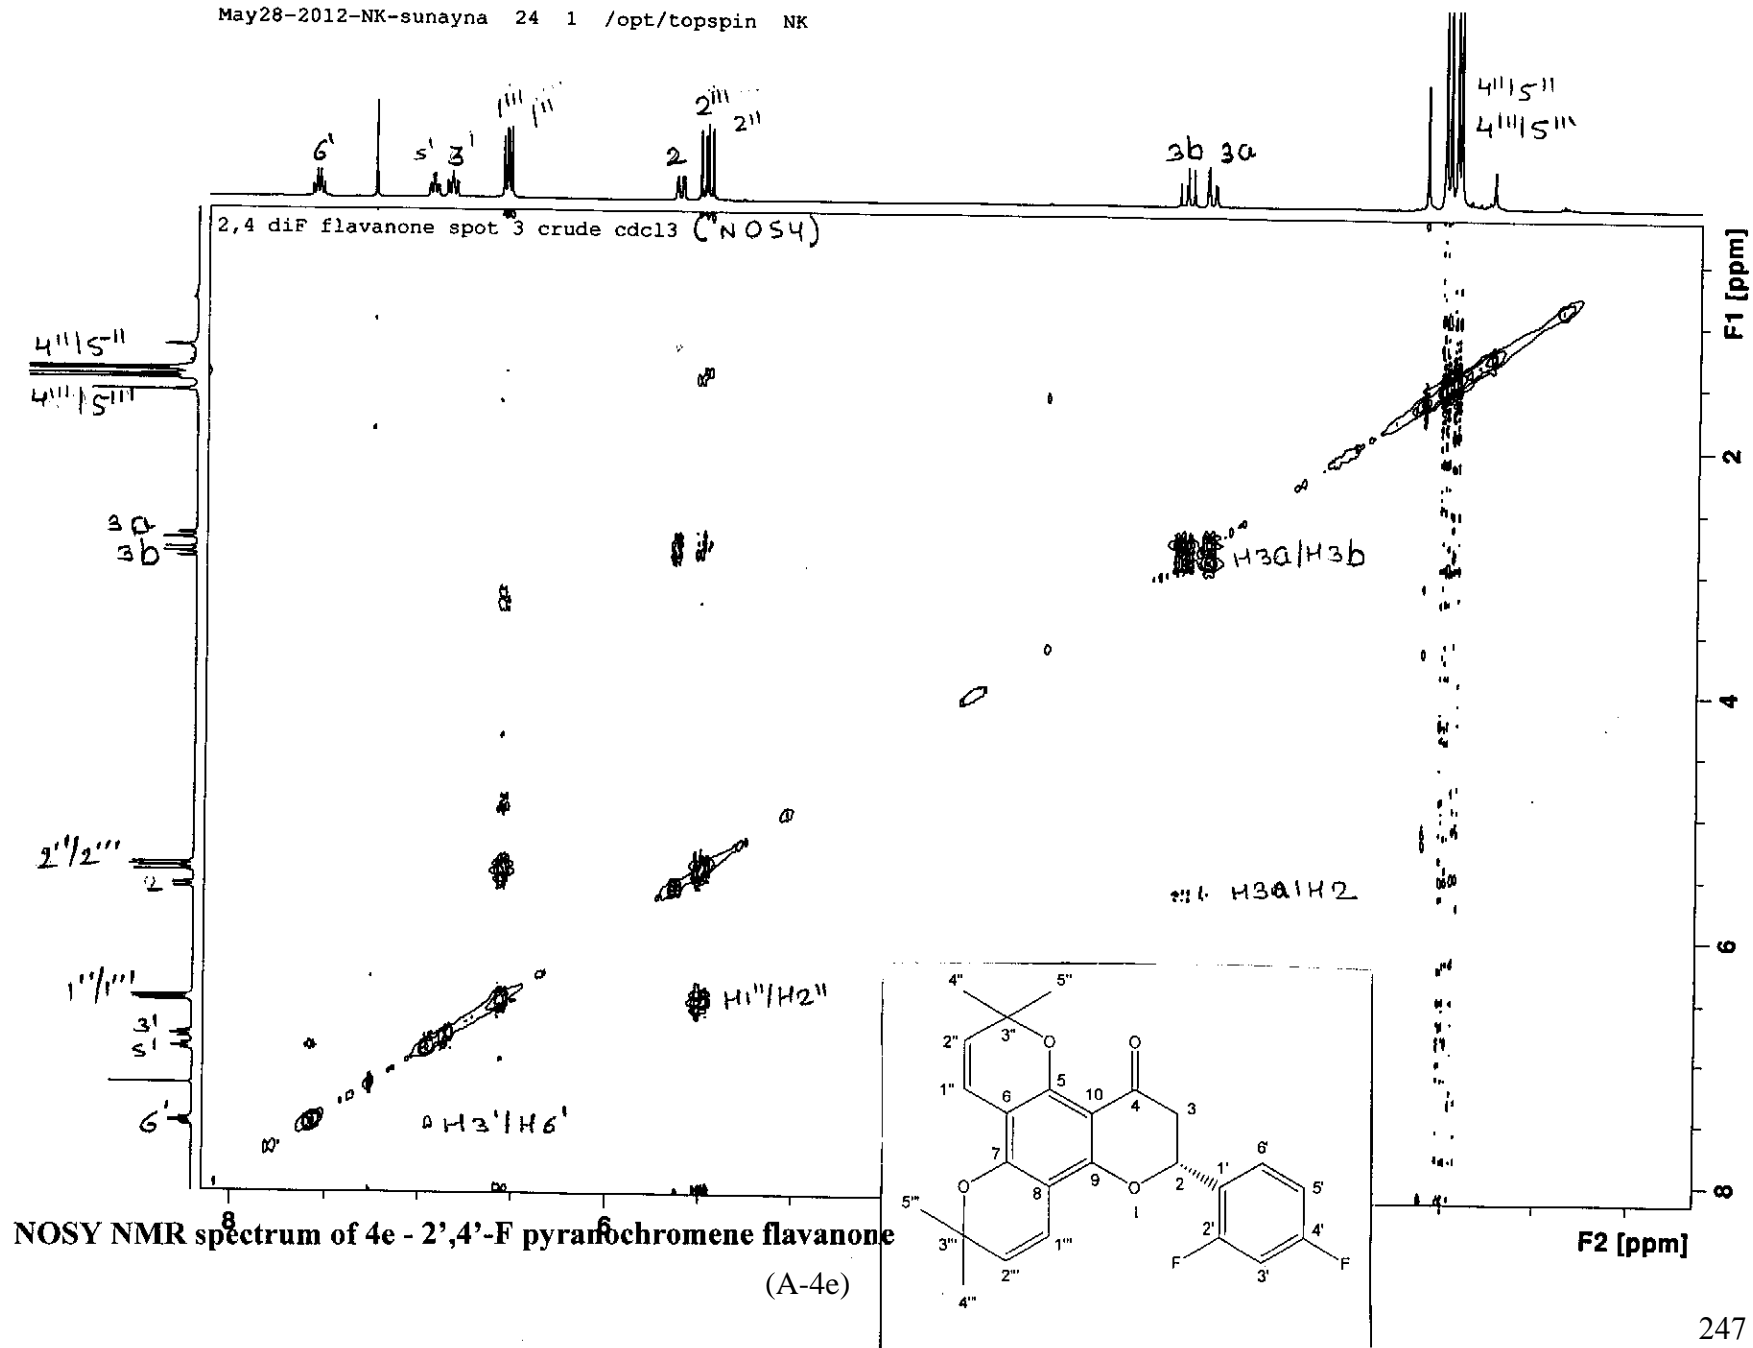 May28-2012-NK-sunayna 24 1 /opt/topspin NK
6' 5' 3' 1''' 1'' 2 2''' 2'' 3b 3a 4''/5''
4'''/5'''
2,4 diF flavanone spot 3 crude cdcl3 (NOSY)
4''/5''
4'''/5'''
3a
3b
H3a/H3b
2''/2'''
2
H3a/H2
1''/1'''
H1''/H2''
3'
5'
6'
H3'/H6'
F1 [ppm]
2
4
6
8
8
6
F2 [ppm]
4'' 5''
3''
2'' O O
1'' 5 10 4 3
6
7 9 2 1' 6' 5'
O 8 O
1
5''' 2' 4'
3''' 1''' F 3' F
2'''
4'''
NOSY NMR spectrum of 4e - 2',4'-F pyranochromene flavanone
(A-4e)
247